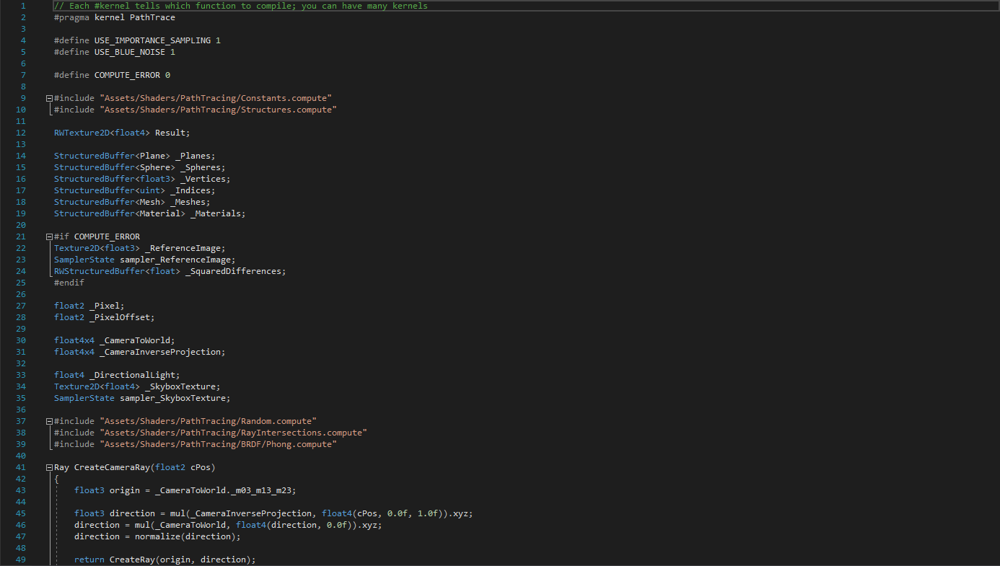 1 // Each #kernel tells which function to compile; you can have many kernels
2 #pragma kernel PathTrace
3
4 #define USE_IMPORTANCE_SAMPLING 1
5 #define USE_BLUE_NOISE 1
6
7 #define COMPUTE_ERROR 0
8
9 #include "Assets/Shaders/PathTracing/Constants.compute"
10 #include "Assets/Shaders/PathTracing/Structures.compute"
11
12 RWTexture2D<float4> Result;
13
14 StructuredBuffer<Plane> _Planes;
15 StructuredBuffer<Sphere> _Spheres;
16 StructuredBuffer<float3> _Vertices;
17 StructuredBuffer<uint> _Indices;
18 StructuredBuffer<Mesh> _Meshes;
19 StructuredBuffer<Material> _Materials;
20
21 #if COMPUTE_ERROR
22 Texture2D<float3> _ReferenceImage;
23 SamplerState sampler_ReferenceImage;
24 RWStructuredBuffer<float> _SquaredDifferences;
25 #endif
26
27 float2 _Pixel;
28 float2 _PixelOffset;
29
30 float4x4 _CameraToWorld;
31 float4x4 _CameraInverseProjection;
32
33 float4 _DirectionalLight;
34 Texture2D<float4> _SkyboxTexture;
35 SamplerState sampler_SkyboxTexture;
36
37 #include "Assets/Shaders/PathTracing/Random.compute"
38 #include "Assets/Shaders/PathTracing/RayIntersections.compute"
39 #include "Assets/Shaders/PathTracing/BRDF/Phong.compute"
40
41 Ray CreateCameraRay(float2 cPos)
42 {
43 float3 origin = _CameraToWorld._m03_m13_m23;
44
45 float3 direction = mul(_CameraInverseProjection, float4(cPos, 0.0f, 1.0f)).xyz;
46 direction = mul(_CameraToWorld, float4(direction, 0.0f)).xyz;
47 direction = normalize(direction);
48
49 return CreateRay(origin, direction);